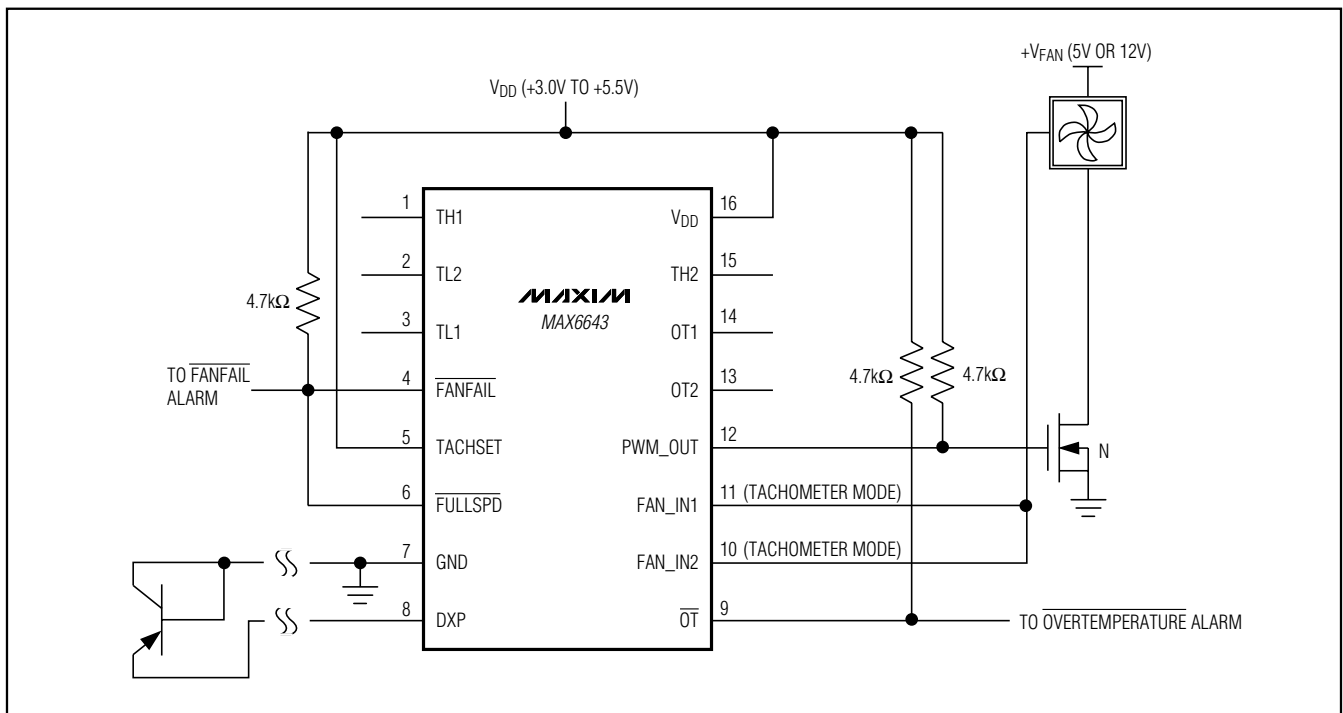 +VFAN (5V OR 12V)
VDD (+3.0V TO +5.5V)
1 TH1
2 TL2
3 TL1
4 FANFAIL
5 TACHSET
6 FULLSPD
7 GND
8 DXP
4.7kΩ
TO FANFAIL
ALARM
MAXIM
MAX6643
VDD 16
TH2 15
OT1 14
OT2 13
PWM_OUT 12
FAN_IN1 11 (TACHOMETER MODE)
FAN_IN2 10 (TACHOMETER MODE)
OT 9
4.7kΩ
4.7kΩ
N
TO OVERTEMPERATURE ALARM